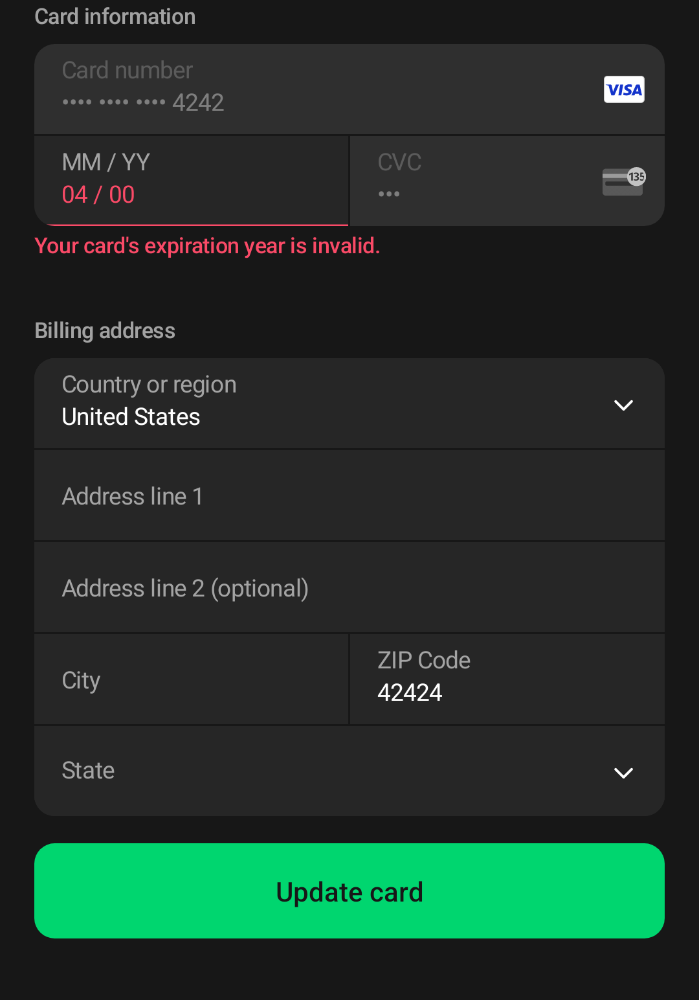 Card information
Card number
•••• •••• •••• 4242
VISA
MM / YY
CVC
04 / 00
•••
135
Your card's expiration year is invalid.
Billing address
Country or region
United States
Address line 1
Address line 2 (optional)
City
ZIP Code
42424
State
Update card